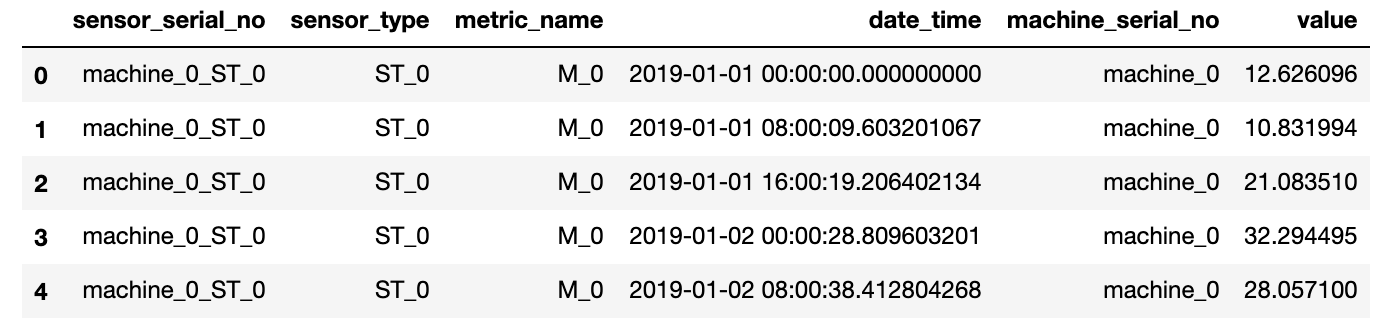 sensor_serial_no sensor_type metric_name date_time machine_serial_no value
0 machine_0_ST_0 ST_0 M_0 2019-01-01 00:00:00.000000000 machine_0 12.626096
1 machine_0_ST_0 ST_0 M_0 2019-01-01 08:00:09.603201067 machine_0 10.831994
2 machine_0_ST_0 ST_0 M_0 2019-01-01 16:00:19.206402134 machine_0 21.083510
3 machine_0_ST_0 ST_0 M_0 2019-01-02 00:00:28.809603201 machine_0 32.294495
4 machine_0_ST_0 ST_0 M_0 2019-01-02 08:00:38.412804268 machine_0 28.057100